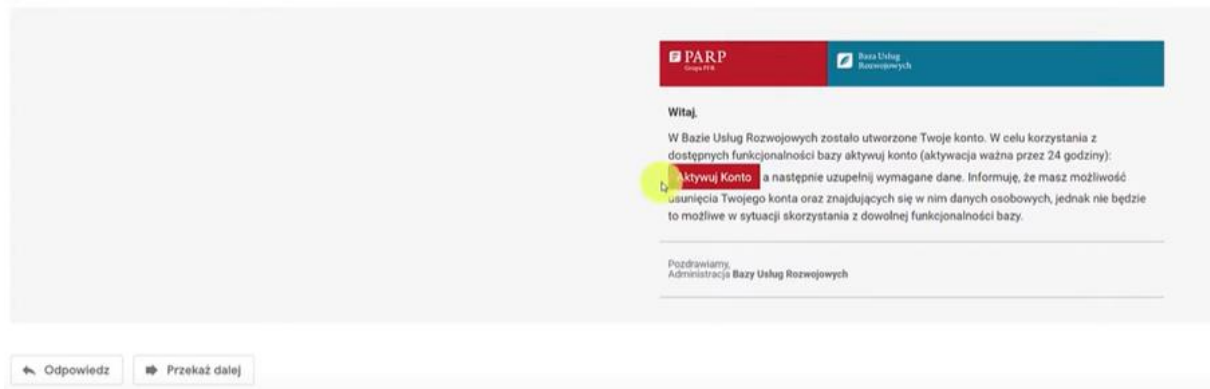 PARP
Grupa PFR
Baza Usług
Rozwojowych
Witaj,
W Bazie Usług Rozwojowych zostało utworzone Twoje konto. W celu korzystania z
dostępnych funkcjonalności bazy aktywuj konto (aktywacja ważna przez 24 godziny):
Aktywuj Konto a następnie uzupełnij wymagane dane. Informuję, że masz możliwość
usunięcia Twojego konta oraz znajdujących się w nim danych osobowych, jednak nie będzie
to możliwe w sytuacji skorzystania z dowolnej funkcjonalności bazy.
Pozdrawiamy,
Administracja Bazy Usług Rozwojowych
Odpowiedz
Przekaż dalej